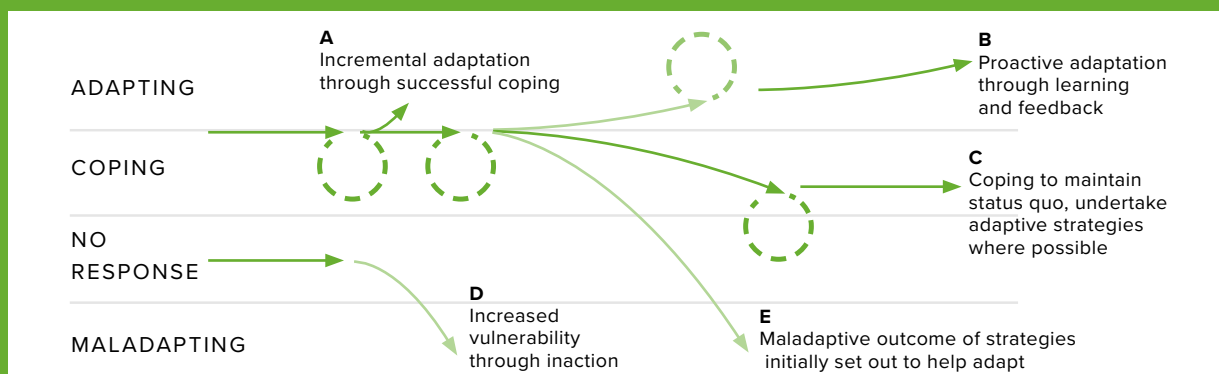 ADAPTING
COPING
NO
RESPONSE
MALADAPTING
A
Incremental adaptation
through successful coping
B
Proactive adaptation
through learning
and feedback
C
Coping to maintain
status quo, undertake
adaptive strategies
where possible
D
Increased
vulnerability
through inaction
E
Maladaptive outcome of strategies
initially set out to help adapt